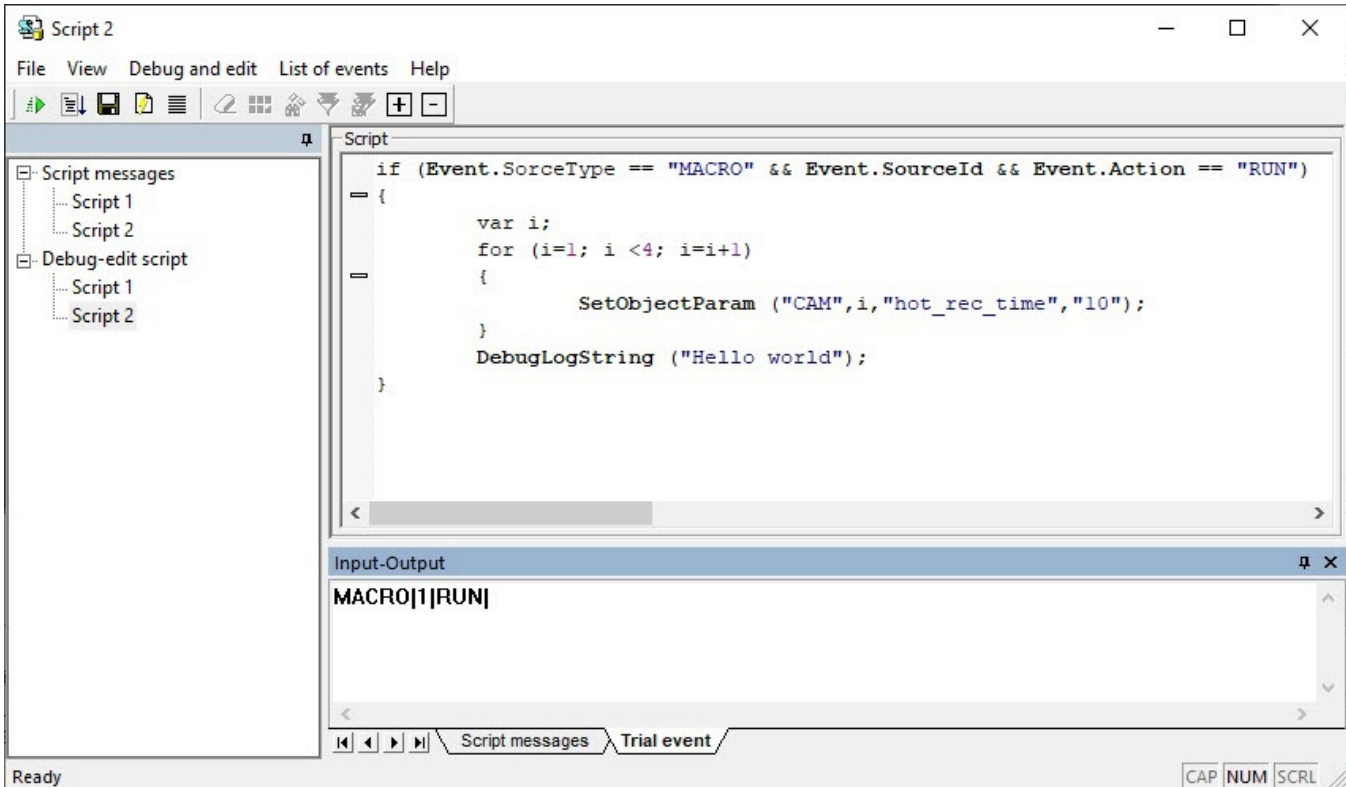 Script 2
File View Debug and edit List of events Help
Script messages
Script 1
Script 2
Debug-edit script
Script 1
Script 2
Script
if (Event.SorceType == "MACRO" && Event.SourceId && Event.Action == "RUN")
{
var i;
for (i=1; i <4; i=i+1)
{
SetObjectParam ("CAM",i,"hot_rec_time","10");
}
DebugLogString ("Hello world");
}
Input-Output
MACRO|1|RUN|
Script messages Trial event
Ready CAP NUM SCRL